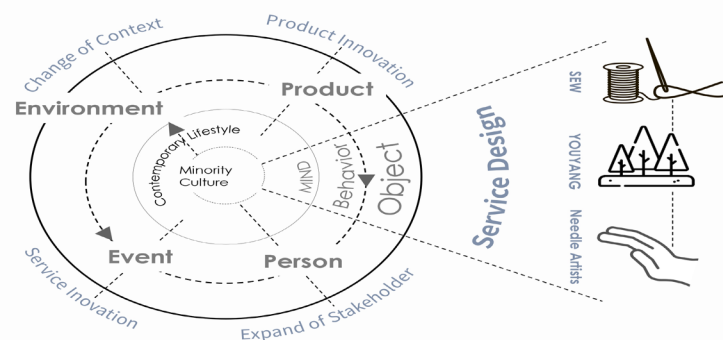 Change of Context
Product Innovation
Environment
Product
Contemporary Lifestyle
Minority
Culture
MIND
Behavior
Object
Event
Person
Service Inovation
Expand of Stakeholder
Service Design
SEW
YOUYANG
Needle Artists